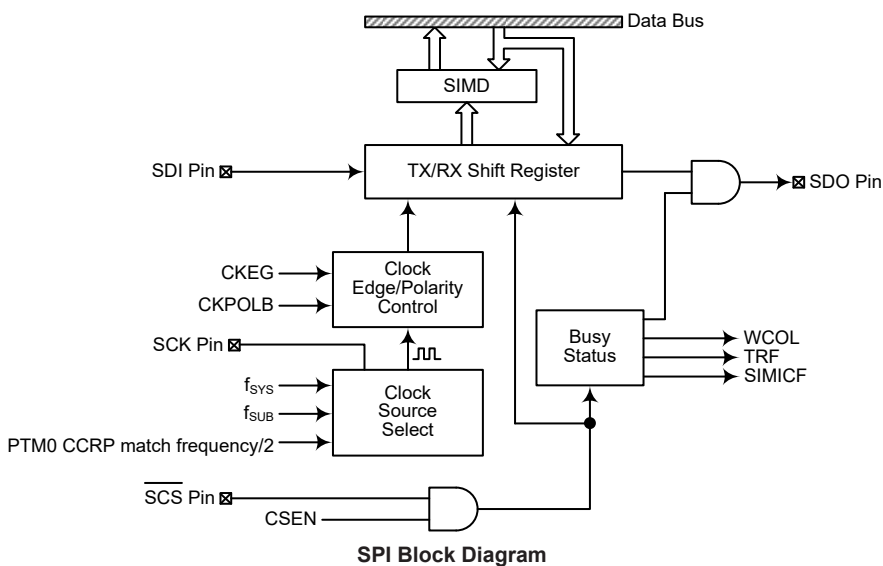 Data Bus
SIMD
SDI Pin
TX/RX Shift Register
SDO Pin
CKEG
CKPOLB
Clock
Edge/Polarity
Control
SCK Pin
Busy
Status
WCOL
TRF
SIMICF
fSYS
fSUB
PTM0 CCRP match frequency/2
Clock
Source
Select
SCS Pin
CSEN
SPI Block Diagram